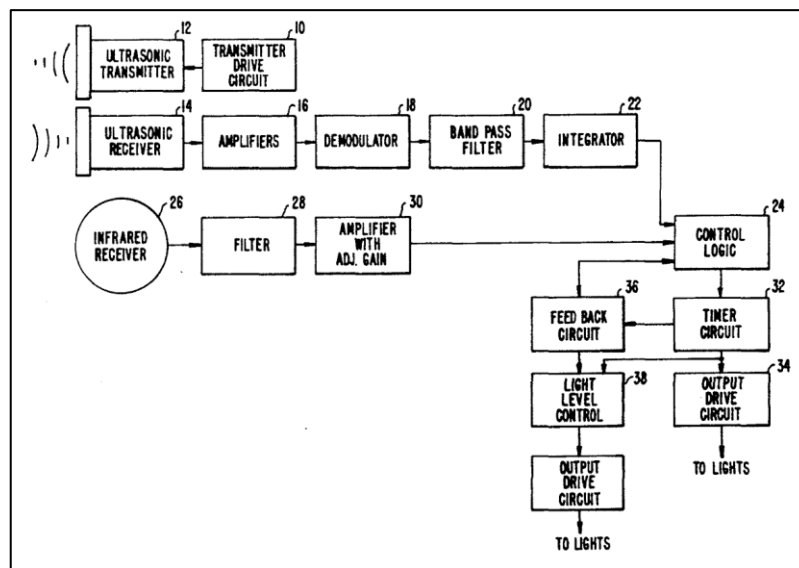 12
ULTRASONIC
TRANSMITTER
10
TRANSMITTER
DRIVE
CIRCUIT
14
ULTRASONIC
RECEIVER
16
AMPLIFIERS
18
DEMODULATOR
20
BAND PASS
FILTER
22
INTEGRATOR
26
INFRARED
RECEIVER
28
FILTER
30
AMPLIFIER
WITH
ADJ. GAIN
24
CONTROL
LOGIC
36
FEED BACK
CIRCUIT
32
TIMER
CIRCUIT
38
LIGHT
LEVEL
CONTROL
34
OUTPUT
DRIVE
CIRCUIT
TO LIGHTS
OUTPUT
DRIVE
CIRCUIT
TO LIGHTS